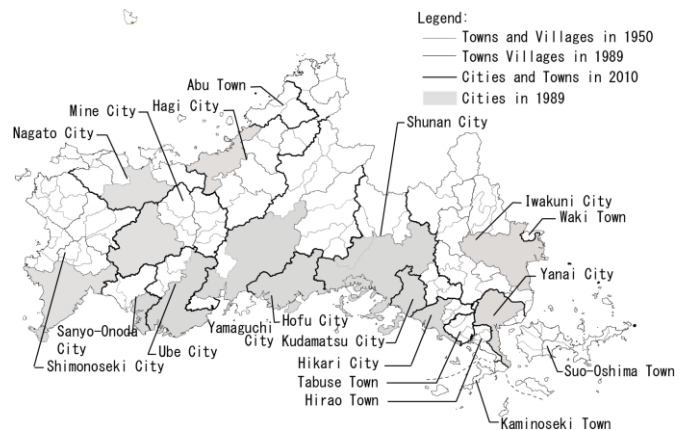 Legend:
Towns and Villages in 1950
Towns Villages in 1989
Cities and Towns in 2010
Cities in 1989
Abu Town
Hagi City
Mine City
Nagato City
Shunan City
Iwakuni City
Waki Town
Yanai City
Sanyo-Onoda
City
Shimonoseki City
Ube City
Yamaguchi
City
Hofu City
Kudamatsu City
Hikari City
Tabuse Town
Hirao Town
Suo-Oshima Town
Kaminoseki Town